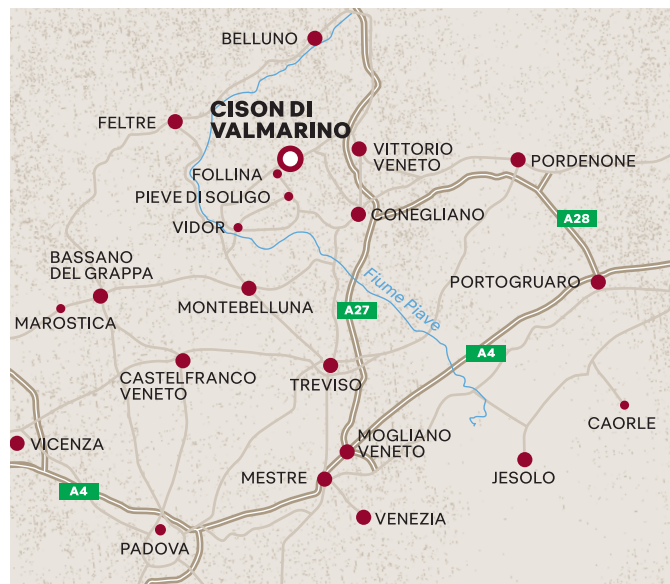 BELLUNO
CISON DI
VALMARINO
FELTRE
VITTORIO
VENETO
PORDENONE
FOLLINA
PIEVE DI SOLIGO
CONEGLIANO
VIDOR
A28
BASSANO
DEL GRAPPA
Fiume Piave
PORTOGRUARO
MONTEBELLUNA
A27
MAROSTICA
A4
CASTELFRANCO
VENETO
TREVISO
CAORLE
VICENZA
MOGLIANO
VENETO
MESTRE
JESOLO
A4
VENEZIA
PADOVA